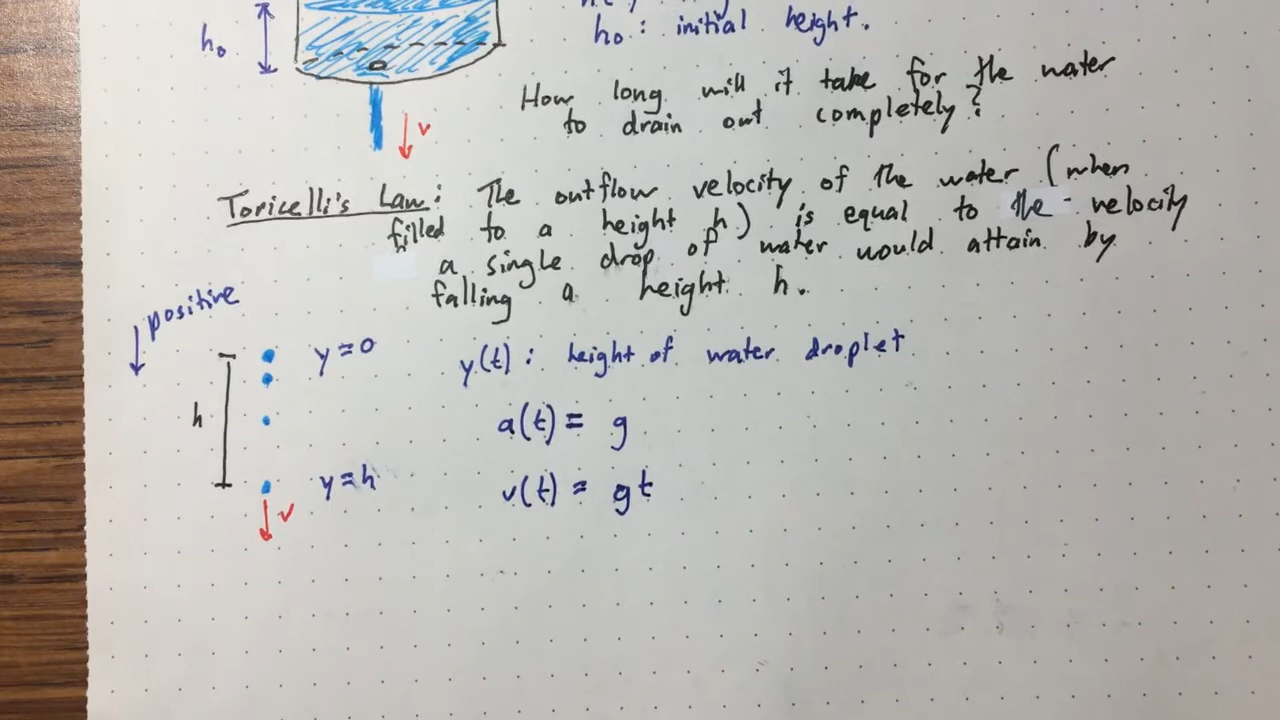 h₀
h₀ : initial height.
How long will it take for the water
to drain out completely?
v
Toricelli's Law: The outflow velocity of the water (when
filled to a height h) is equal to the velocity
a single drop of water would attain by
falling a height h.
positive
y=0
y(t) : height of water droplet
h
a(t) = g
y=h
v(t) = gt
v